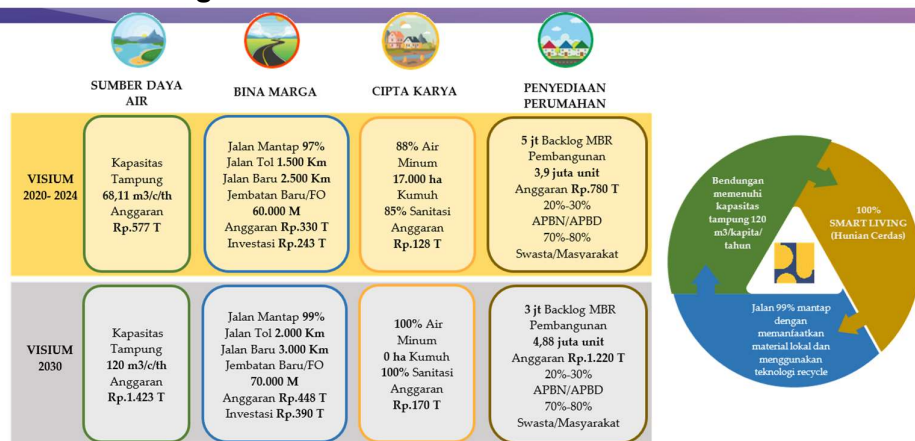 SUMBER DAYA
AIR
BINA MARGA
CIPTA KARYA
PENYEDIAAN
PERUMAHAN
VISIUM
2020- 2024
Kapasitas
Tampung
68,11 m3/c/th
Anggaran
Rp.577 T
Jalan Mantap 97%
Jalan Tol 1.500 Km
Jalan Baru 2.500 Km
Jembatan Baru/FO
60.000 M
Anggaran Rp.330 T
Investasi Rp.243 T
88% Air
Minum
17.000 ha
Kumuh
85% Sanitasi
Anggaran
Rp.128 T
5 jt Backlog MBR
Pembangunan
3,9 juta unit
Anggaran Rp.780 T
20%-30%
APBN/APBD
70%-80%
Swasta/Masyarakat
VISIUM
2030
Kapasitas
Tampung
120 m3/c/th
Anggaran
Rp.1.423 T
Jalan Mantap 99%
Jalan Tol 2.000 Km
Jalan Baru 3.000 Km
Jembatan Baru/FO
70.000 M
Anggaran Rp.448 T
Investasi Rp.390 T
100% Air
Minum
0 ha Kumuh
100% Sanitasi
Anggaran
Rp.170 T
3 jt Backlog MBR
Pembangunan
4,88 juta unit
Anggaran Rp.1.220 T
20%-30%
APBN/APBD
70%-80%
Swasta/Masyarakat
Bendungan
memenuhi
kapasitas
tampung 120
m3/kapita/
tahun
100%
SMART LIVING
(Hunian Cerdas)
Jalan 99% mantap
dengan
memanfaatkan
material lokal dan
menggunakan
teknologi recycle